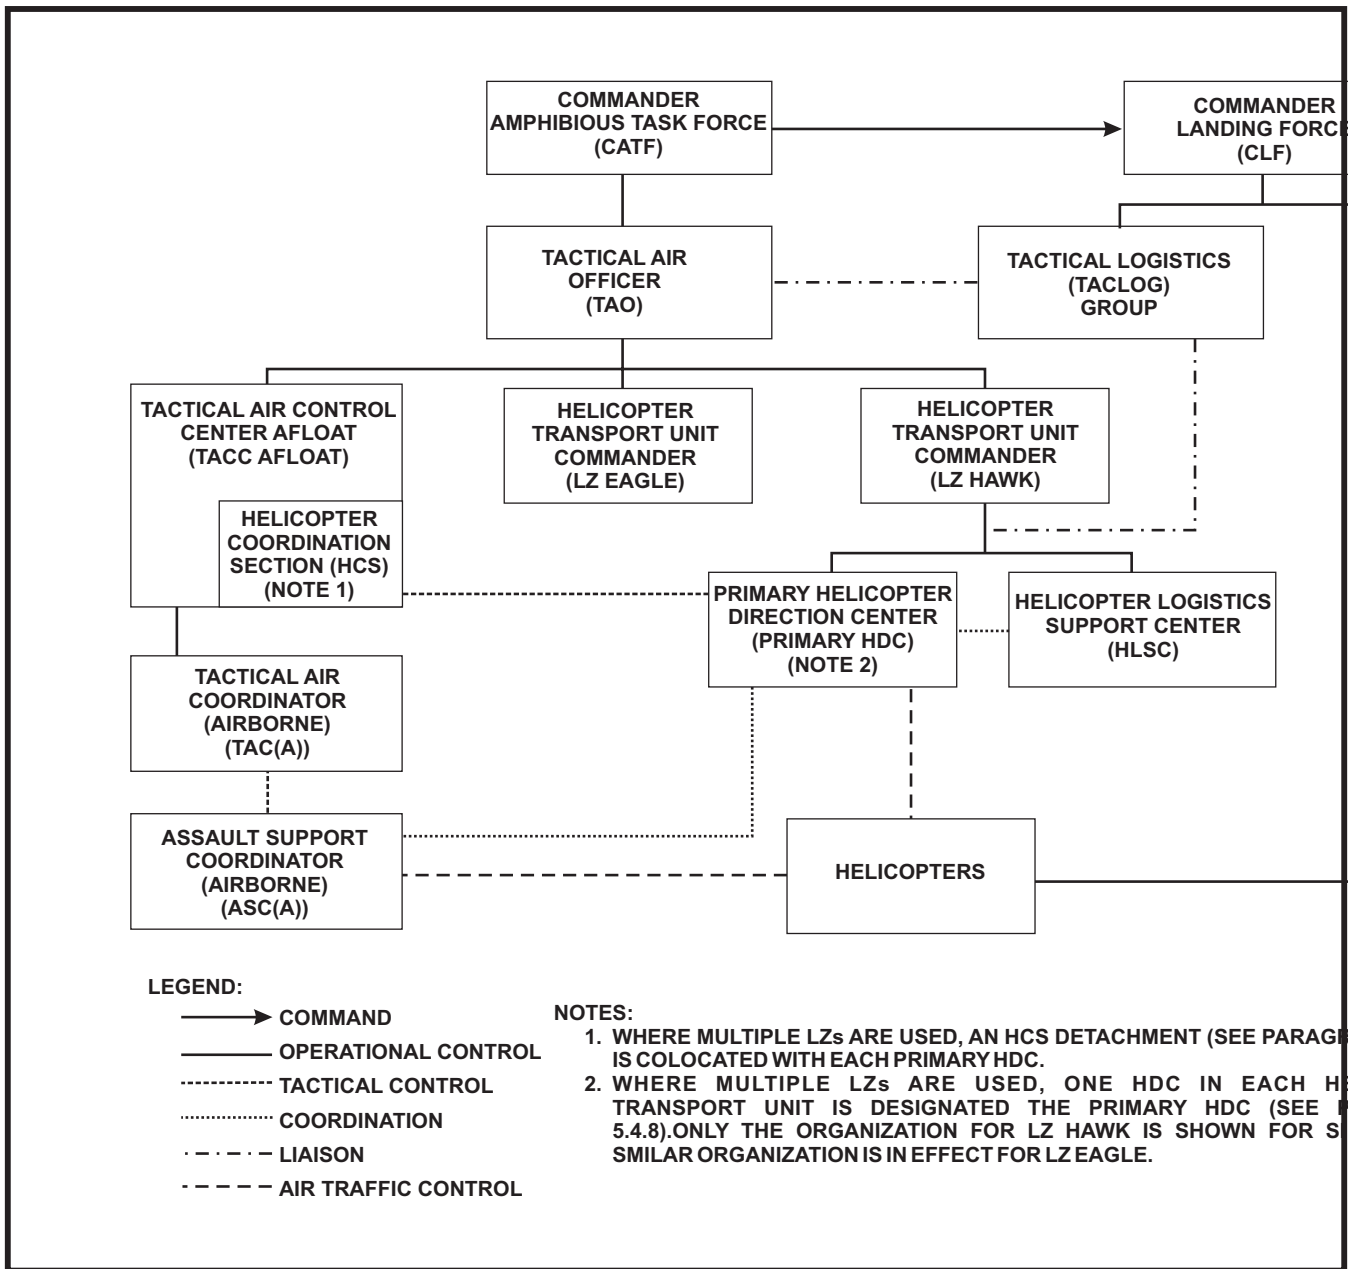 COMMANDER
AMPHIBIOUS TASK FORCE
(CATF)
COMMANDER
LANDING FORCE
(CLF)
TACTICAL AIR
OFFICER
(TAO)
TACTICAL LOGISTICS
(TACLOG)
GROUP
TACTICAL AIR CONTROL
CENTER AFLOAT
(TACC AFLOAT)
HELICOPTER
TRANSPORT UNIT
COMMANDER
(LZ EAGLE)
HELICOPTER
TRANSPORT UNIT
COMMANDER
(LZ HAWK)
HELICOPTER
COORDINATION
SECTION (HCS)
(NOTE 1)
PRIMARY HELICOPTER
DIRECTION CENTER
(PRIMARY HDC)
(NOTE 2)
HELICOPTER LOGISTICS
SUPPORT CENTER
(HLSC)
TACTICAL AIR
COORDINATOR
(AIRBORNE)
(TAC(A))
ASSAULT SUPPORT
COORDINATOR
(AIRBORNE)
(ASC(A))
HELICOPTERS
LEGEND:
COMMAND
OPERATIONAL CONTROL
TACTICAL CONTROL
COORDINATION
LIAISON
AIR TRAFFIC CONTROL
NOTES:
1. WHERE MULTIPLE LZs ARE USED, AN HCS DETACHMENT (SEE
IS COLOCATED WITH EACH PRIMARY HDC.
2. WHERE MULTIPLE LZs ARE USED, ONE HDC IN EACH
TRANSPORT UNIT IS DESIGNATED THE PRIMARY HDC (SEE
5.4.8).ONLY THE ORGANIZATION FOR LZ HAWK IS SHOWN FOR
SMILAR ORGANIZATION IS IN EFFECT FOR LZ EAGLE.